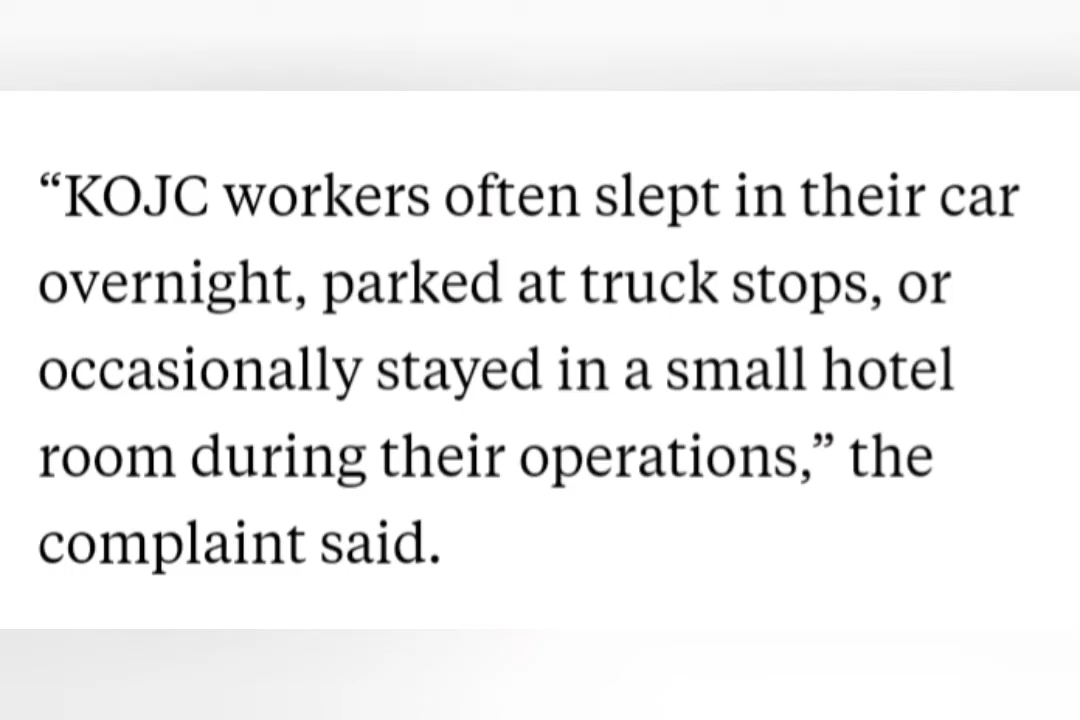 “KOJC workers often slept in their car
overnight, parked at truck stops, or
occasionally stayed in a small hotel
room during their operations,” the
complaint said.